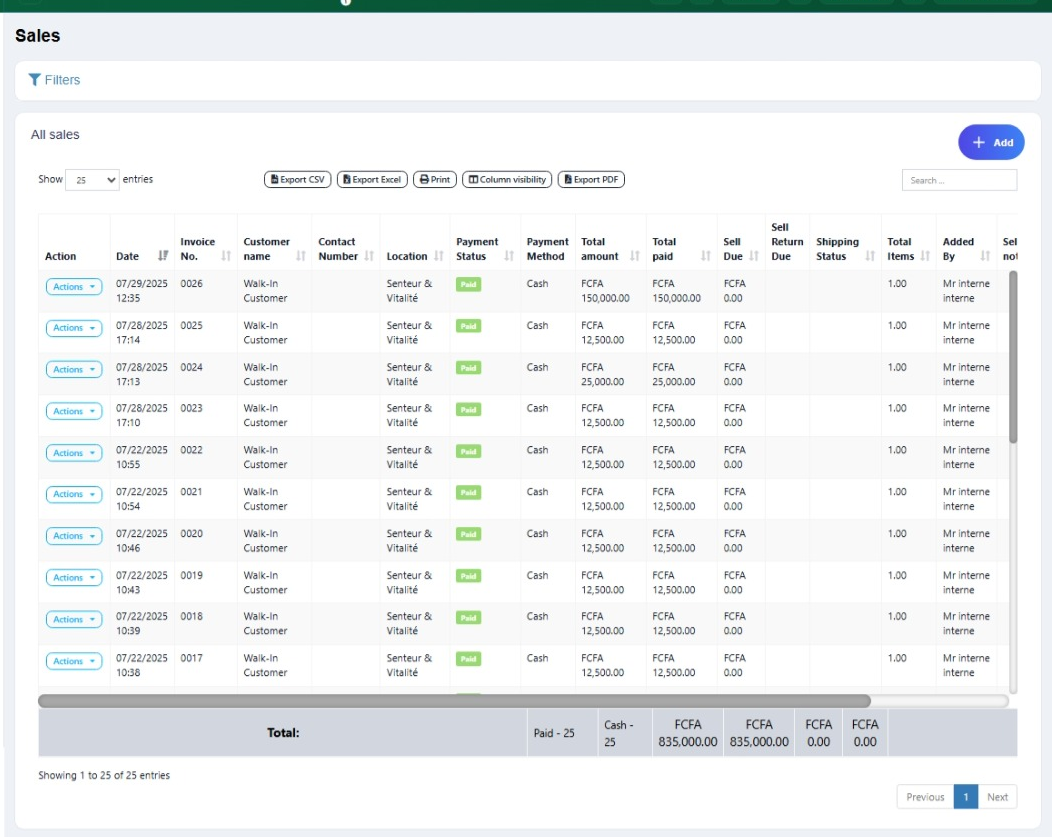 Sales
Filters
All sales
+ Add
Show 25 entries
Export CSV Export Excel Print Column visibility Export PDF
Search ...
Action Date Invoice No. Customer name Contact Number Location Payment Status Payment Method Total amount Total paid Sell Due Sell Return Due Shipping Status Total Items Added By Sel not
Actions 07/29/2025 12:35 0026 Walk-In Customer Senteur & Vitalité Paid Cash FCFA 150,000.00 FCFA 150,000.00 FCFA 0.00 1.00 Mr interne interne
Actions 07/28/2025 17:14 0025 Walk-In Customer Senteur & Vitalité Paid Cash FCFA 12,500.00 FCFA 12,500.00 FCFA 0.00 1.00 Mr interne interne
Actions 07/28/2025 17:13 0024 Walk-In Customer Senteur & Vitalité Paid Cash FCFA 25,000.00 FCFA 25,000.00 FCFA 0.00 1.00 Mr interne interne
Actions 07/28/2025 17:10 0023 Walk-In Customer Senteur & Vitalité Paid Cash FCFA 12,500.00 FCFA 12,500.00 FCFA 0.00 1.00 Mr interne interne
Actions 07/22/2025 10:55 0022 Walk-In Customer Senteur & Vitalité Paid Cash FCFA 12,500.00 FCFA 12,500.00 FCFA 0.00 1.00 Mr interne interne
Actions 07/22/2025 10:54 0021 Walk-In Customer Senteur & Vitalité Paid Cash FCFA 12,500.00 FCFA 12,500.00 FCFA 0.00 1.00 Mr interne interne
Actions 07/22/2025 10:46 0020 Walk-In Customer Senteur & Vitalité Paid Cash FCFA 12,500.00 FCFA 12,500.00 FCFA 0.00 1.00 Mr interne interne
Actions 07/22/2025 10:43 0019 Walk-In Customer Senteur & Vitalité Paid Cash FCFA 12,500.00 FCFA 12,500.00 FCFA 0.00 1.00 Mr interne interne
Actions 07/22/2025 10:39 0018 Walk-In Customer Senteur & Vitalité Paid Cash FCFA 12,500.00 FCFA 12,500.00 FCFA 0.00 1.00 Mr interne interne
Actions 07/22/2025 10:38 0017 Walk-In Customer Senteur & Vitalité Paid Cash FCFA 12,500.00 FCFA 12,500.00 FCFA 0.00 1.00 Mr interne interne
Total: Paid - 25 Cash - 25 FCFA 835,000.00 FCFA 835,000.00 FCFA 0.00 FCFA 0.00
Showing 1 to 25 of 25 entries
Previous 1 Next